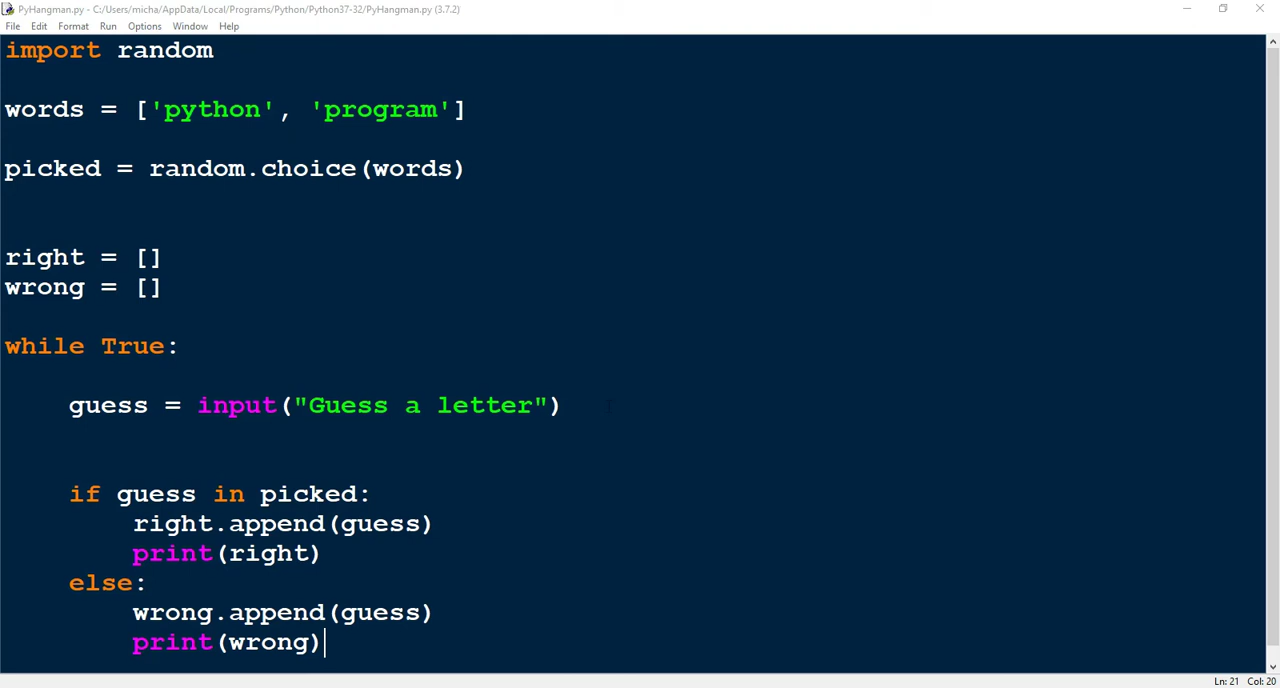 PyHangman.py - C:/Users/micha/AppData/Local/Programs/Python/Python37-32/PyHangman.py (3.7.2)
File Edit Format Run Options Window Help
import random
words = ['python', 'program']
picked = random.choice(words)
right = []
wrong = []
while True:
    guess = input("Guess a letter")
    if guess in picked:
        right.append(guess)
        print(right)
    else:
        wrong.append(guess)
        print(wrong)
Ln: 21 Col: 20